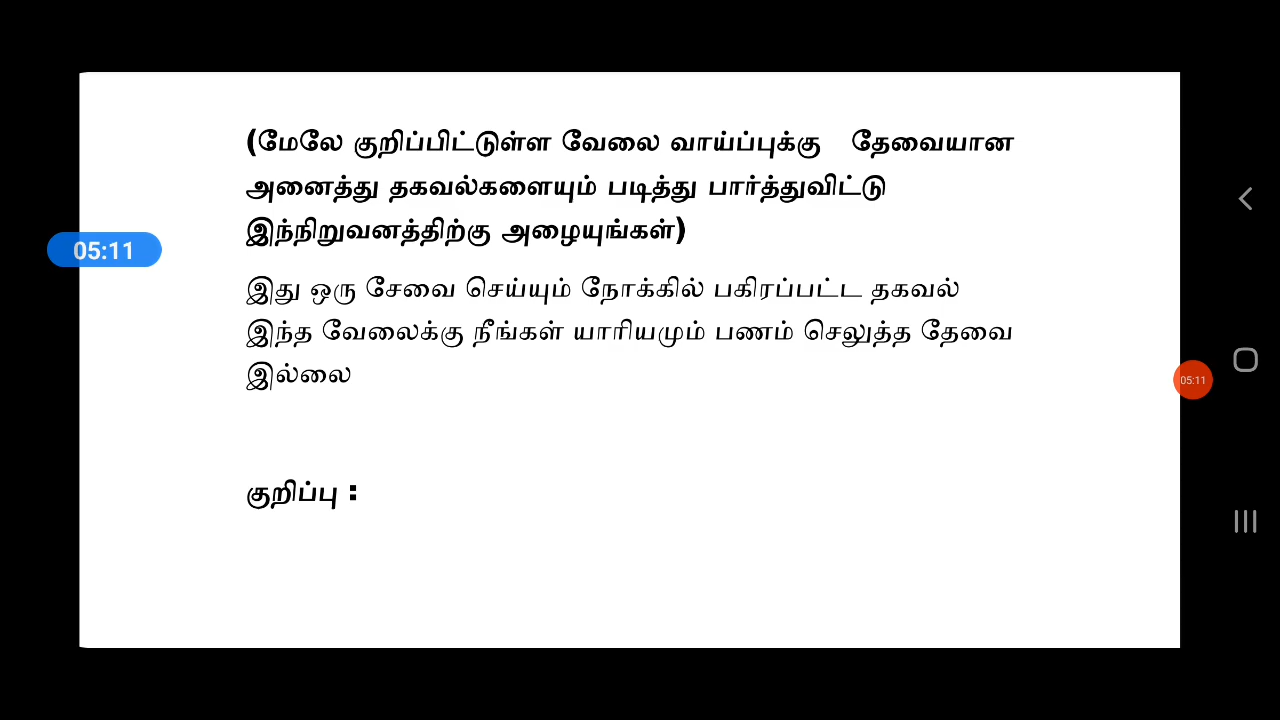 (மேலே குறிப்பிட்டுள்ள வேலை வாய்ப்புக்கு தேவையான
அனைத்து தகவல்களையும் படித்து பார்த்துவிட்டு
இந்நிறுவனத்திற்கு அழையுங்கள்)
05:11
இது ஒரு சேவை செய்யும் நோக்கில் பகிரப்பட்ட தகவல்
இந்த வேலைக்கு நீங்கள் யாரியமும் பணம் செலுத்த தேவை
இல்லை
05:11
குறிப்பு :